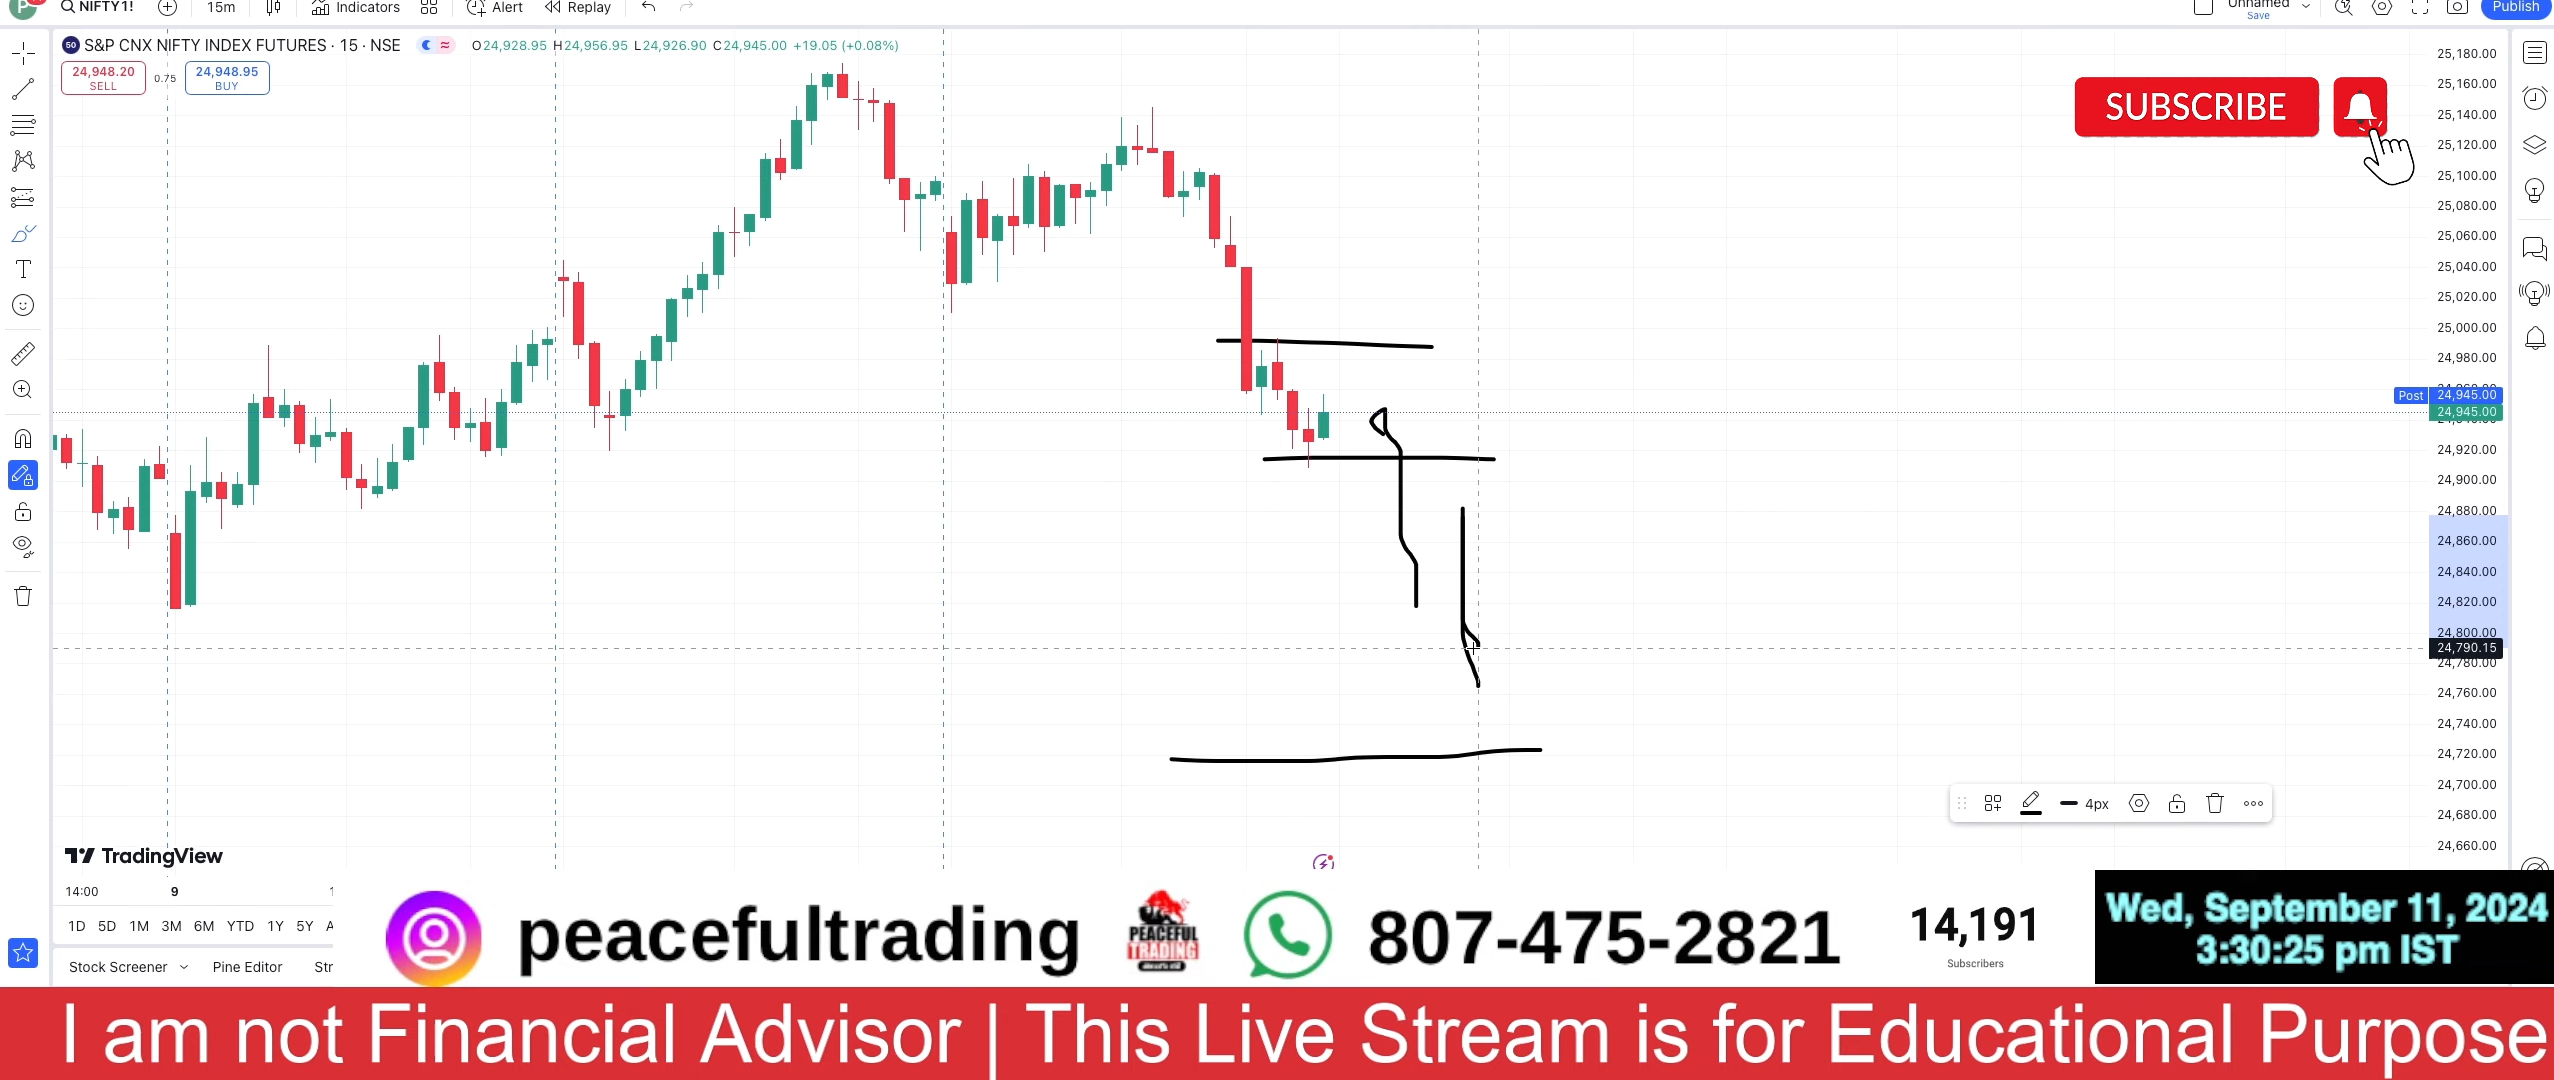 P
NIFTY1!
15m
Indicators
Alert
Replay
Unnamed
Save
Publish
50 S&P CNX NIFTY INDEX FUTURES · 15 · NSE
O24,928.95 H24,956.95 L24,926.90 C24,945.00 +19.05 (+0.08%)
24,948.20
SELL
0.75
24,948.95
BUY
SUBSCRIBE
25,180.00
25,160.00
25,140.00
25,120.00
25,100.00
25,080.00
25,060.00
25,040.00
25,020.00
25,000.00
24,980.00
Post 24,945.00
24,945.00
24,920.00
24,900.00
24,880.00
24,860.00
24,840.00
24,820.00
24,800.00
24,790.15
24,780.00
24,760.00
24,740.00
24,720.00
24,700.00
24,680.00
24,660.00
4px
TradingView
14:00
9
1D 5D 1M 3M 6M YTD 1Y 5Y
Stock Screener
Pine Editor
peacefultrading
PEACEFUL
TRADING
807-475-2821
14,191
Subscribers
Wed, September 11, 2024
3:30:25 pm IST
I am not Financial Advisor | This Live Stream is for Educational Purpose